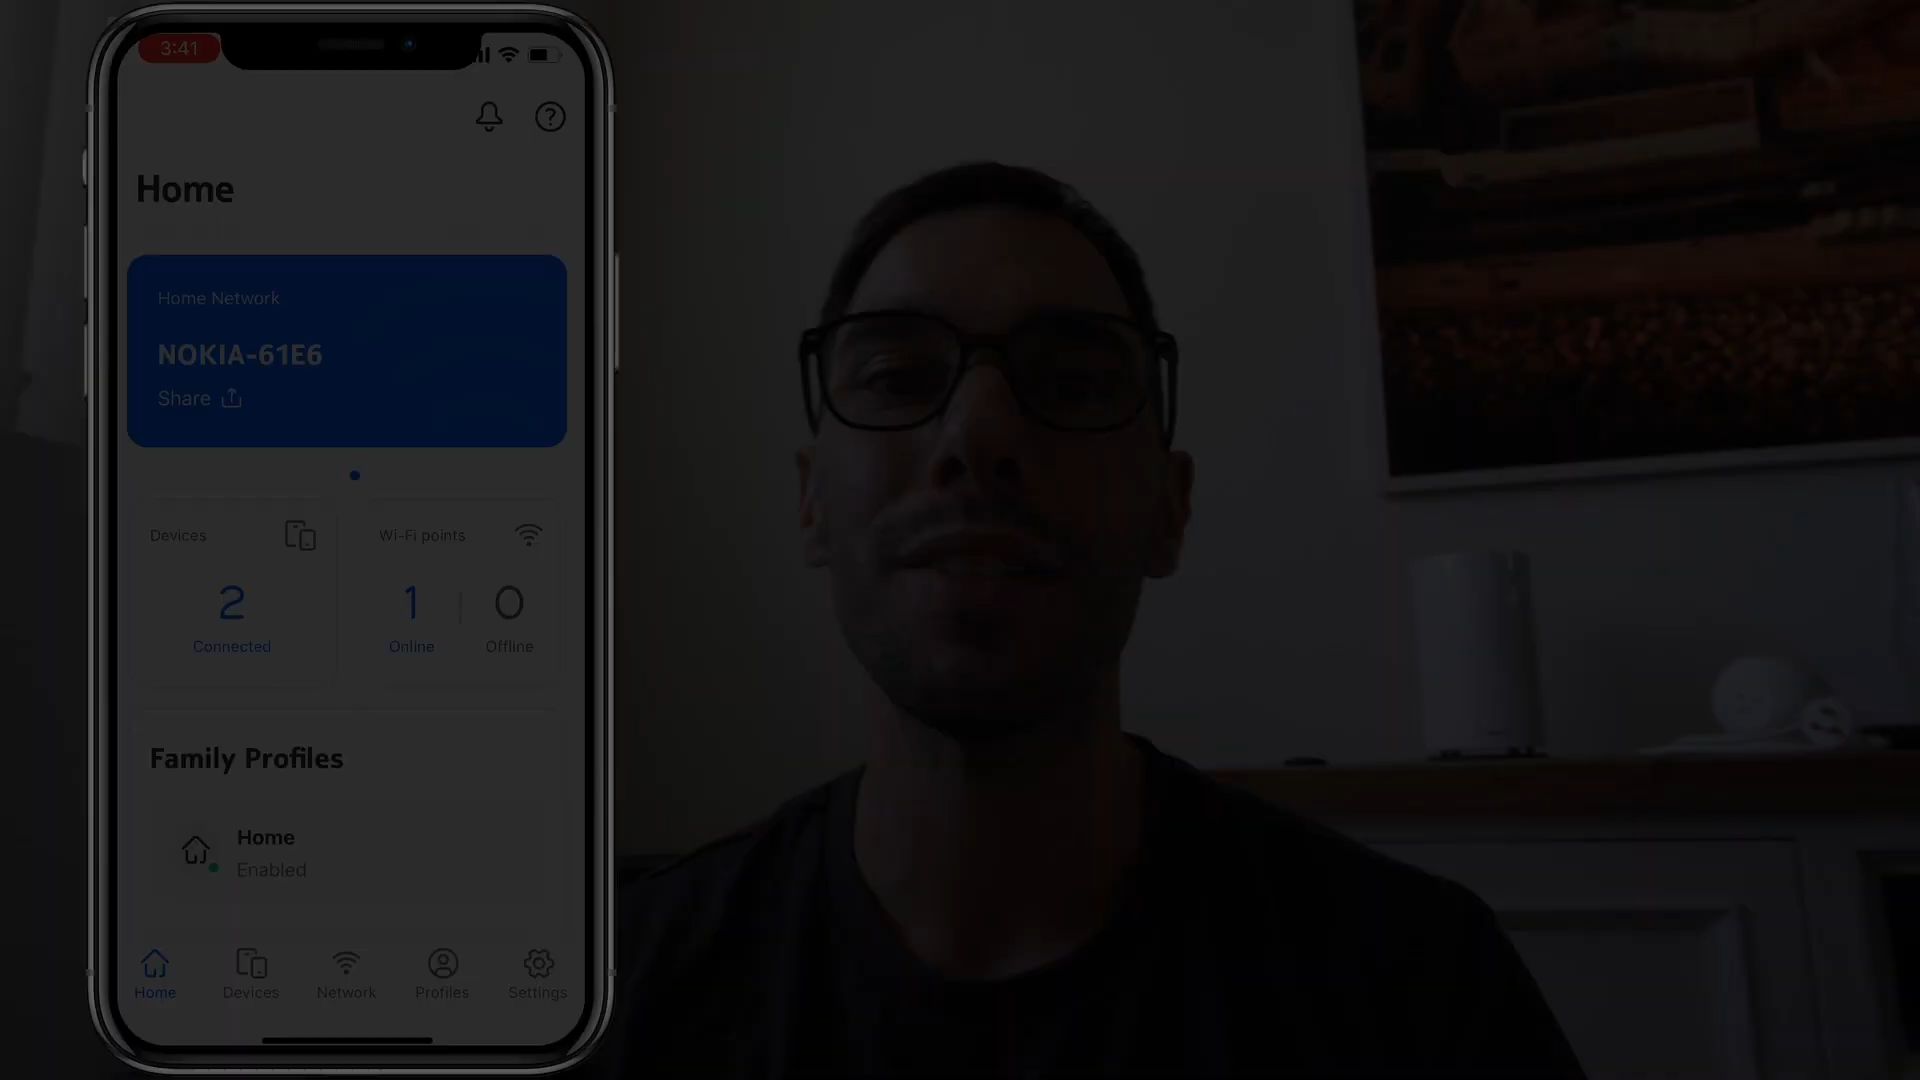 3:41
Home
Home Network
NOKIA-61E6
Share
Devices
Wi-Fi points
2
1
0
Connected
Online
Offline
Family Profiles
Home
Enabled
Home
Devices
Network
Profiles
Settings